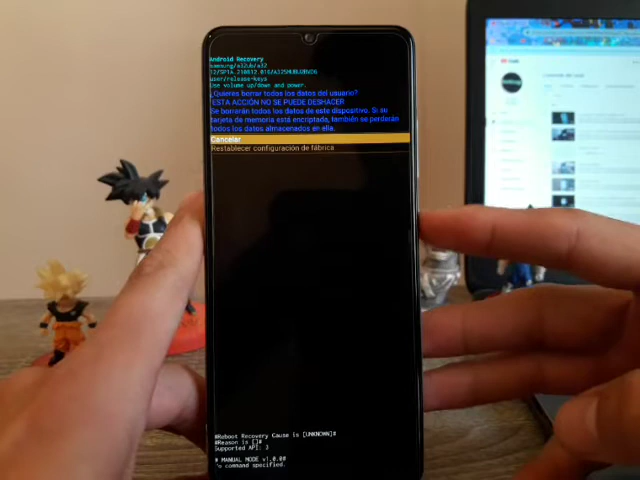 Android Recovery
samsung/a32ub/a32
user/release-keys
Use volume up/down and power.
¿Quieres borrar todos los datos del usuario?
ESTA ACCIÓN NO SE PUEDE DESHACER
Se borrarán todos los datos de este dispositivo. Si su
tarjeta de memoria está encriptada, también se perderán
todos los datos almacenados en ella.
Cancelar
Restablecer configuración de fábrica
#Reboot Recovery Cause is [UNKNOWN]#
#Reason is []#
Supported API: 3
# MANUAL MODE v1.0.0#
No command specified.